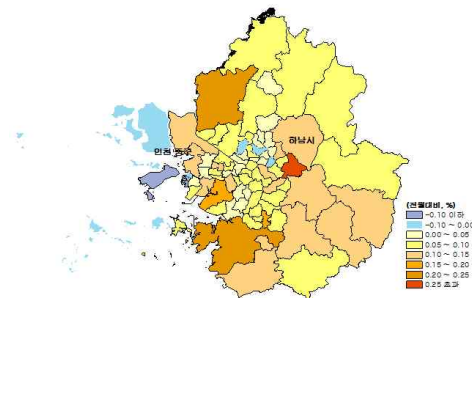 하남시
인천 동구
(전월대비, %)
-0.10 이하
-0.10 ~ 0.00
0.00 ~ 0.05
0.05 ~ 0.10
0.10 ~ 0.15
0.15 ~ 0.20
0.20 ~ 0.25
0.25 초과